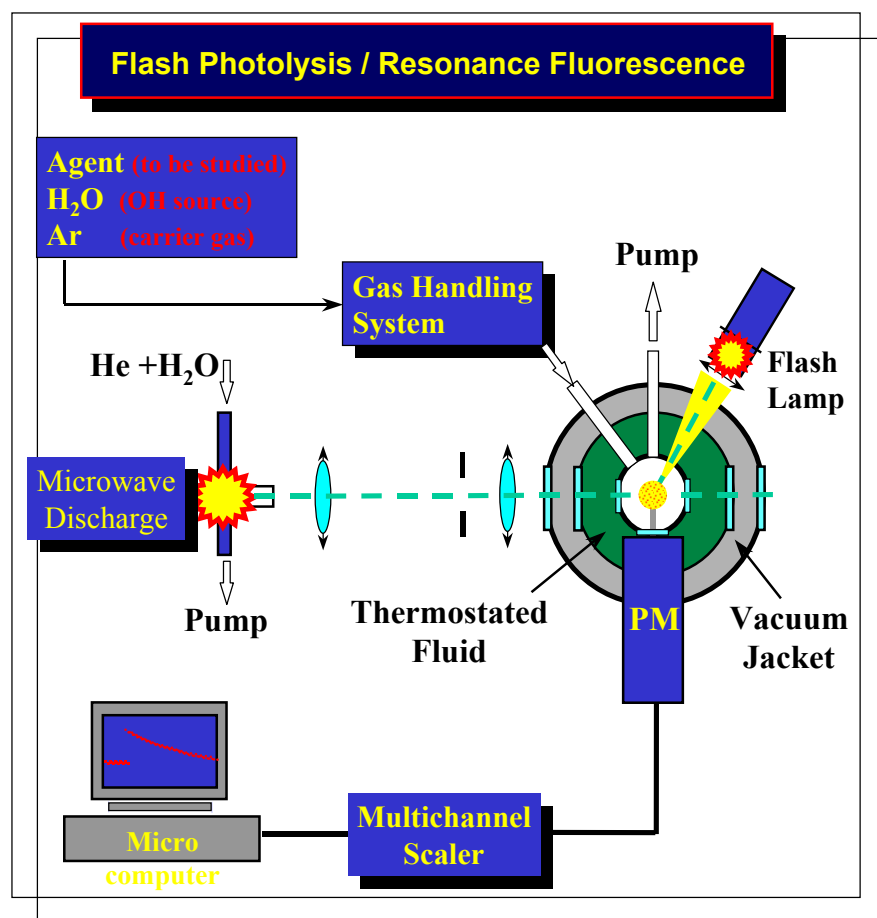 Flash Photolysis / Resonance Fluorescence
Agent (to be studied)
H₂O (OH source)
Ar (carrier gas)
Gas Handling
System
Pump
Flash
Lamp
He +H₂O
Microwave
Discharge
Pump
Thermostated
Fluid
PM
Vacuum
Jacket
Micro
computer
Multichannel
Scaler